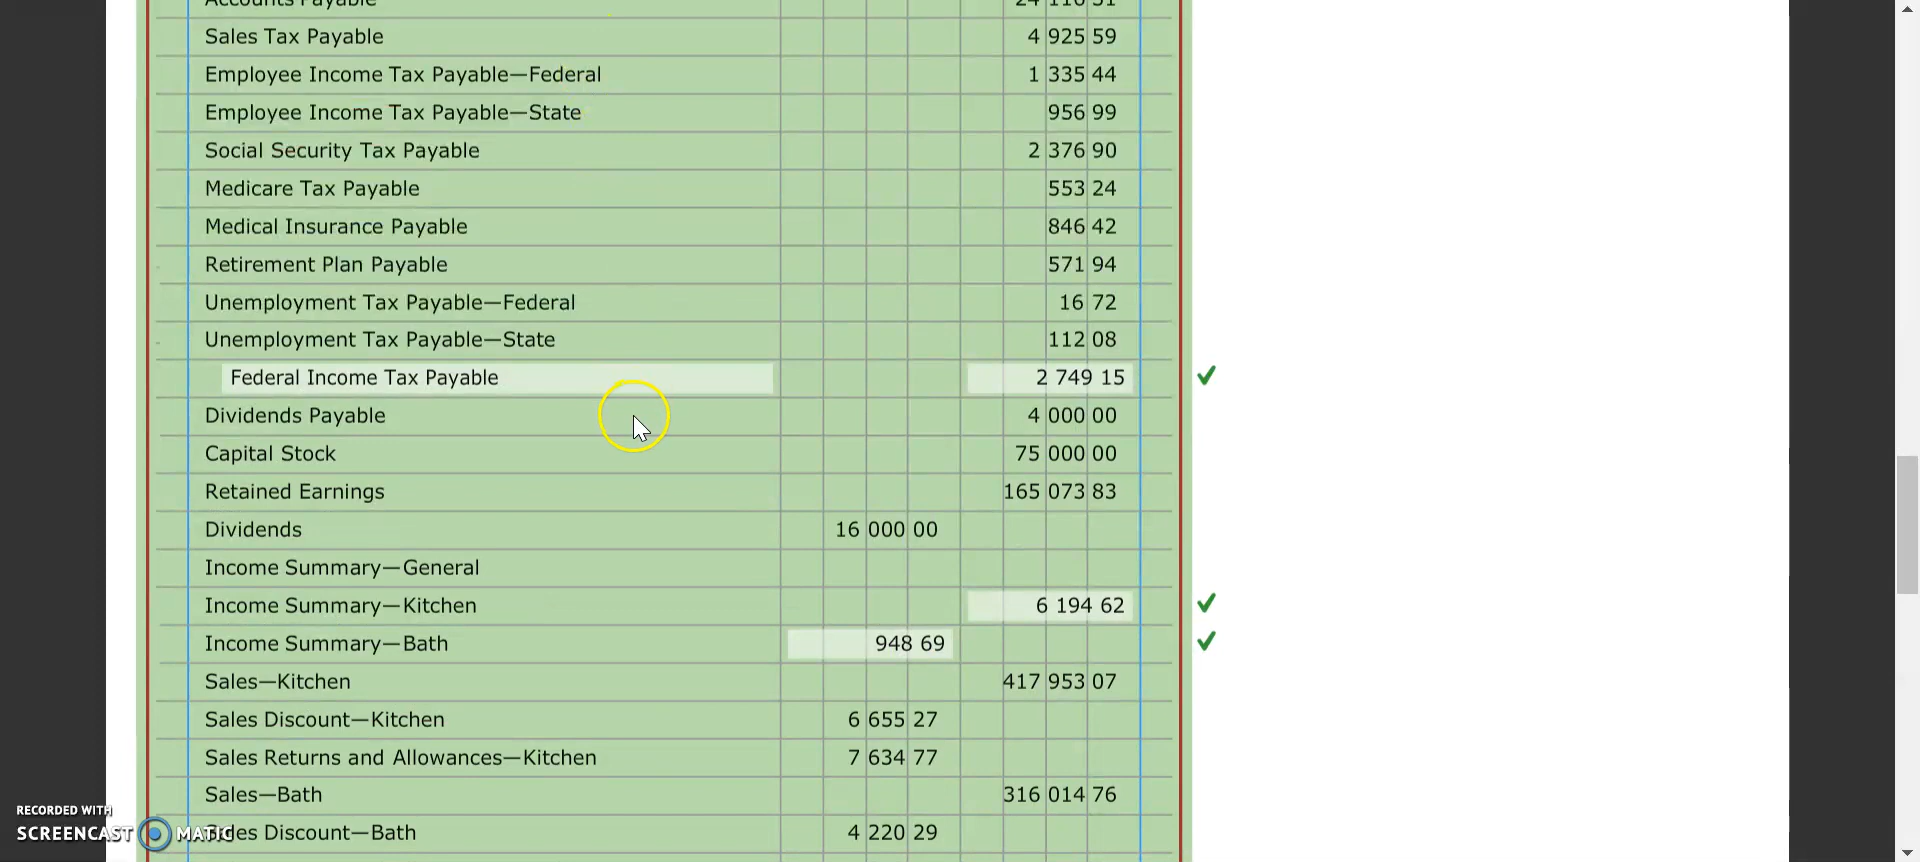 Accounts Payable 24 116 51
Sales Tax Payable 4 925 59
Employee Income Tax Payable—Federal 1 335 44
Employee Income Tax Payable—State 956 99
Social Security Tax Payable 2 376 90
Medicare Tax Payable 553 24
Medical Insurance Payable 846 42
Retirement Plan Payable 571 94
Unemployment Tax Payable—Federal 16 72
Unemployment Tax Payable—State 112 08
Federal Income Tax Payable 2 749 15
Dividends Payable 4 000 00
Capital Stock 75 000 00
Retained Earnings 165 073 83
Dividends 16 000 00
Income Summary—General
Income Summary—Kitchen 6 194 62
Income Summary—Bath 948 69
Sales—Kitchen 417 953 07
Sales Discount—Kitchen 6 655 27
Sales Returns and Allowances—Kitchen 7 634 77
Sales—Bath 316 014 76
Sales Discount—Bath 4 220 29
RECORDED WITH
SCREENCAST MATIC